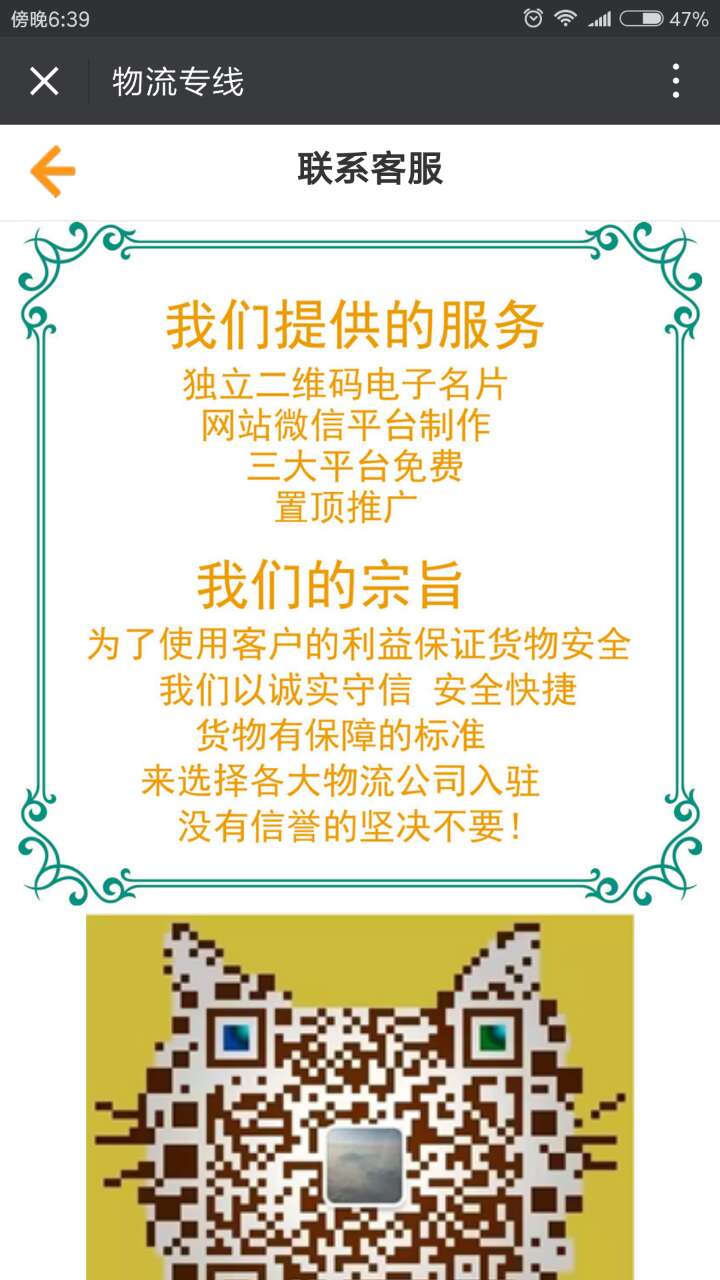 傍晚6:39
47%
物流专线
联系客服
我们提供的服务
独立二维码电子名片
网站微信平台制作
三大平台免费
置顶推广
我们的宗旨
为了使用客户的利益保证货物安全
我们以诚实守信 安全快捷
货物有保障的标准
来选择各大物流公司入驻
没有信誉的坚决不要!